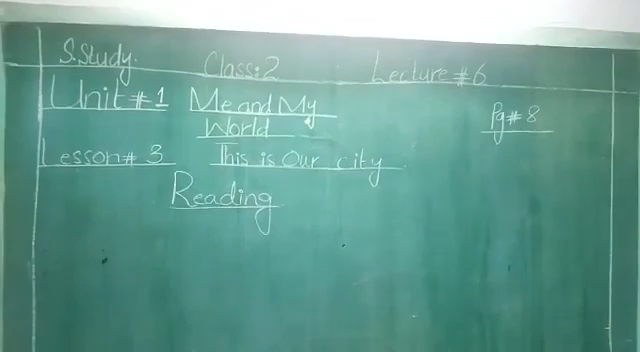 S.Study. Class:2 Lecture #6
Unit #1 Me and My
World
Pg# 8
Lesson# 3 This is Our city.
Reading.